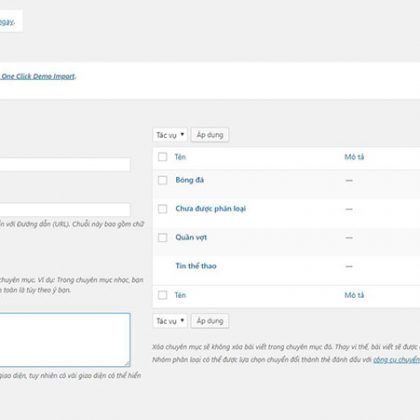 ngay.
One Click Demo Import.
Tác vụ
Áp dụng
Tên
Mô tả
Bóng đá
—
Chưa được phân loại
—
ần với Đường dẫn (URL). Chuỗi này bao gồm chữ
Quần vợt
—
Tin thể thao
—
chuyên mục. Ví dụ: Trong chuyên mục nhạc, bạn
toàn là tùy theo ý bạn.
Tên
Mô tả
Tác vụ
Áp dụng
Xóa chuyên mục sẽ không xóa bài viết trong chuyên mục đó. Thay vì thế, bài viết sẽ được
Nhóm phân loại có thể được lựa chọn chuyển đổi thành thẻ đánh dấu với công cụ chuyển
giao diện, tuy nhiên có vài giao diện có thể hiển